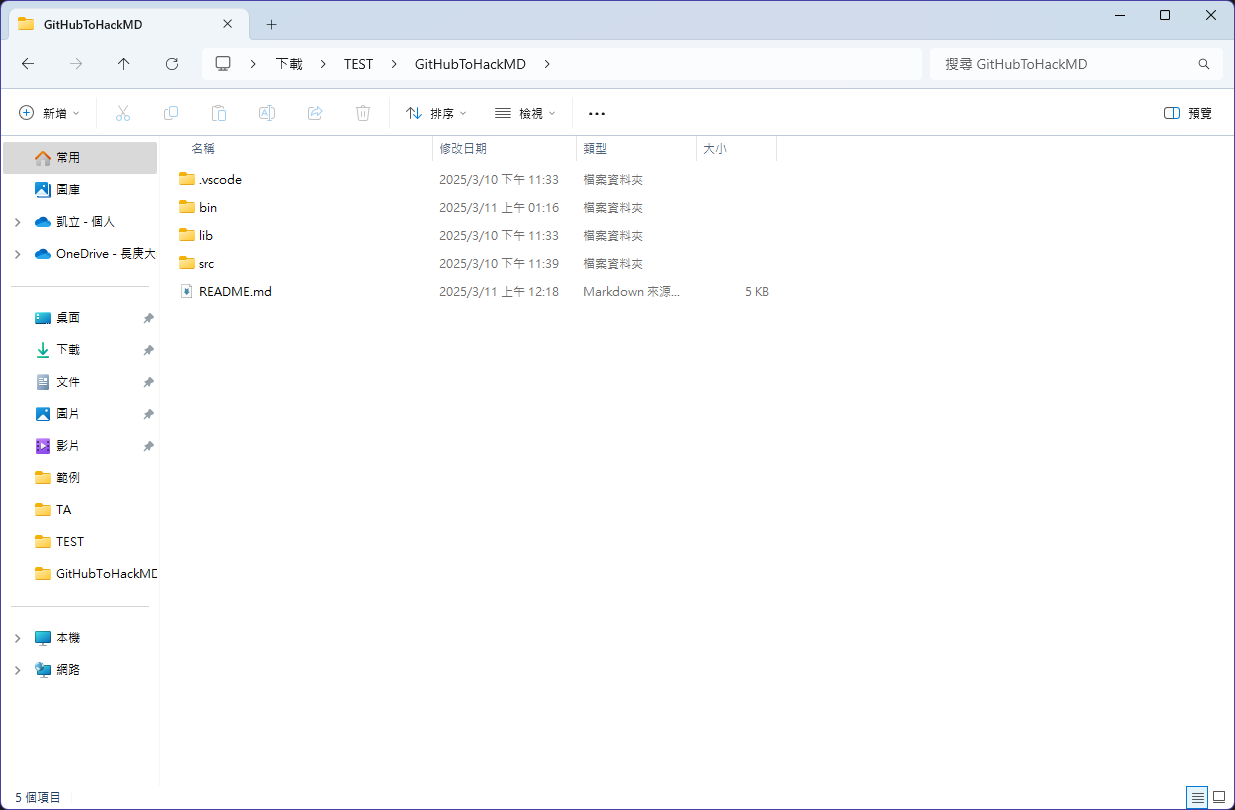 GitHubToHackMD
下載 TEST GitHubToHackMD
搜尋 GitHubToHackMD
新增 排序 檢視 預覽
常用
圖庫
凱立 - 個人
OneDrive - 長庚大
桌面
下載
文件
圖片
影片
範例
TA
TEST
GitHubToHackMD
本機
網路
名稱 修改日期 類型 大小
.vscode 2025/3/10 下午 11:33 檔案資料夾
bin 2025/3/11 上午 01:16 檔案資料夾
lib 2025/3/10 下午 11:33 檔案資料夾
src 2025/3/10 下午 11:39 檔案資料夾
README.md 2025/3/11 上午 12:18 Markdown 來源... 5 KB
5 個項目